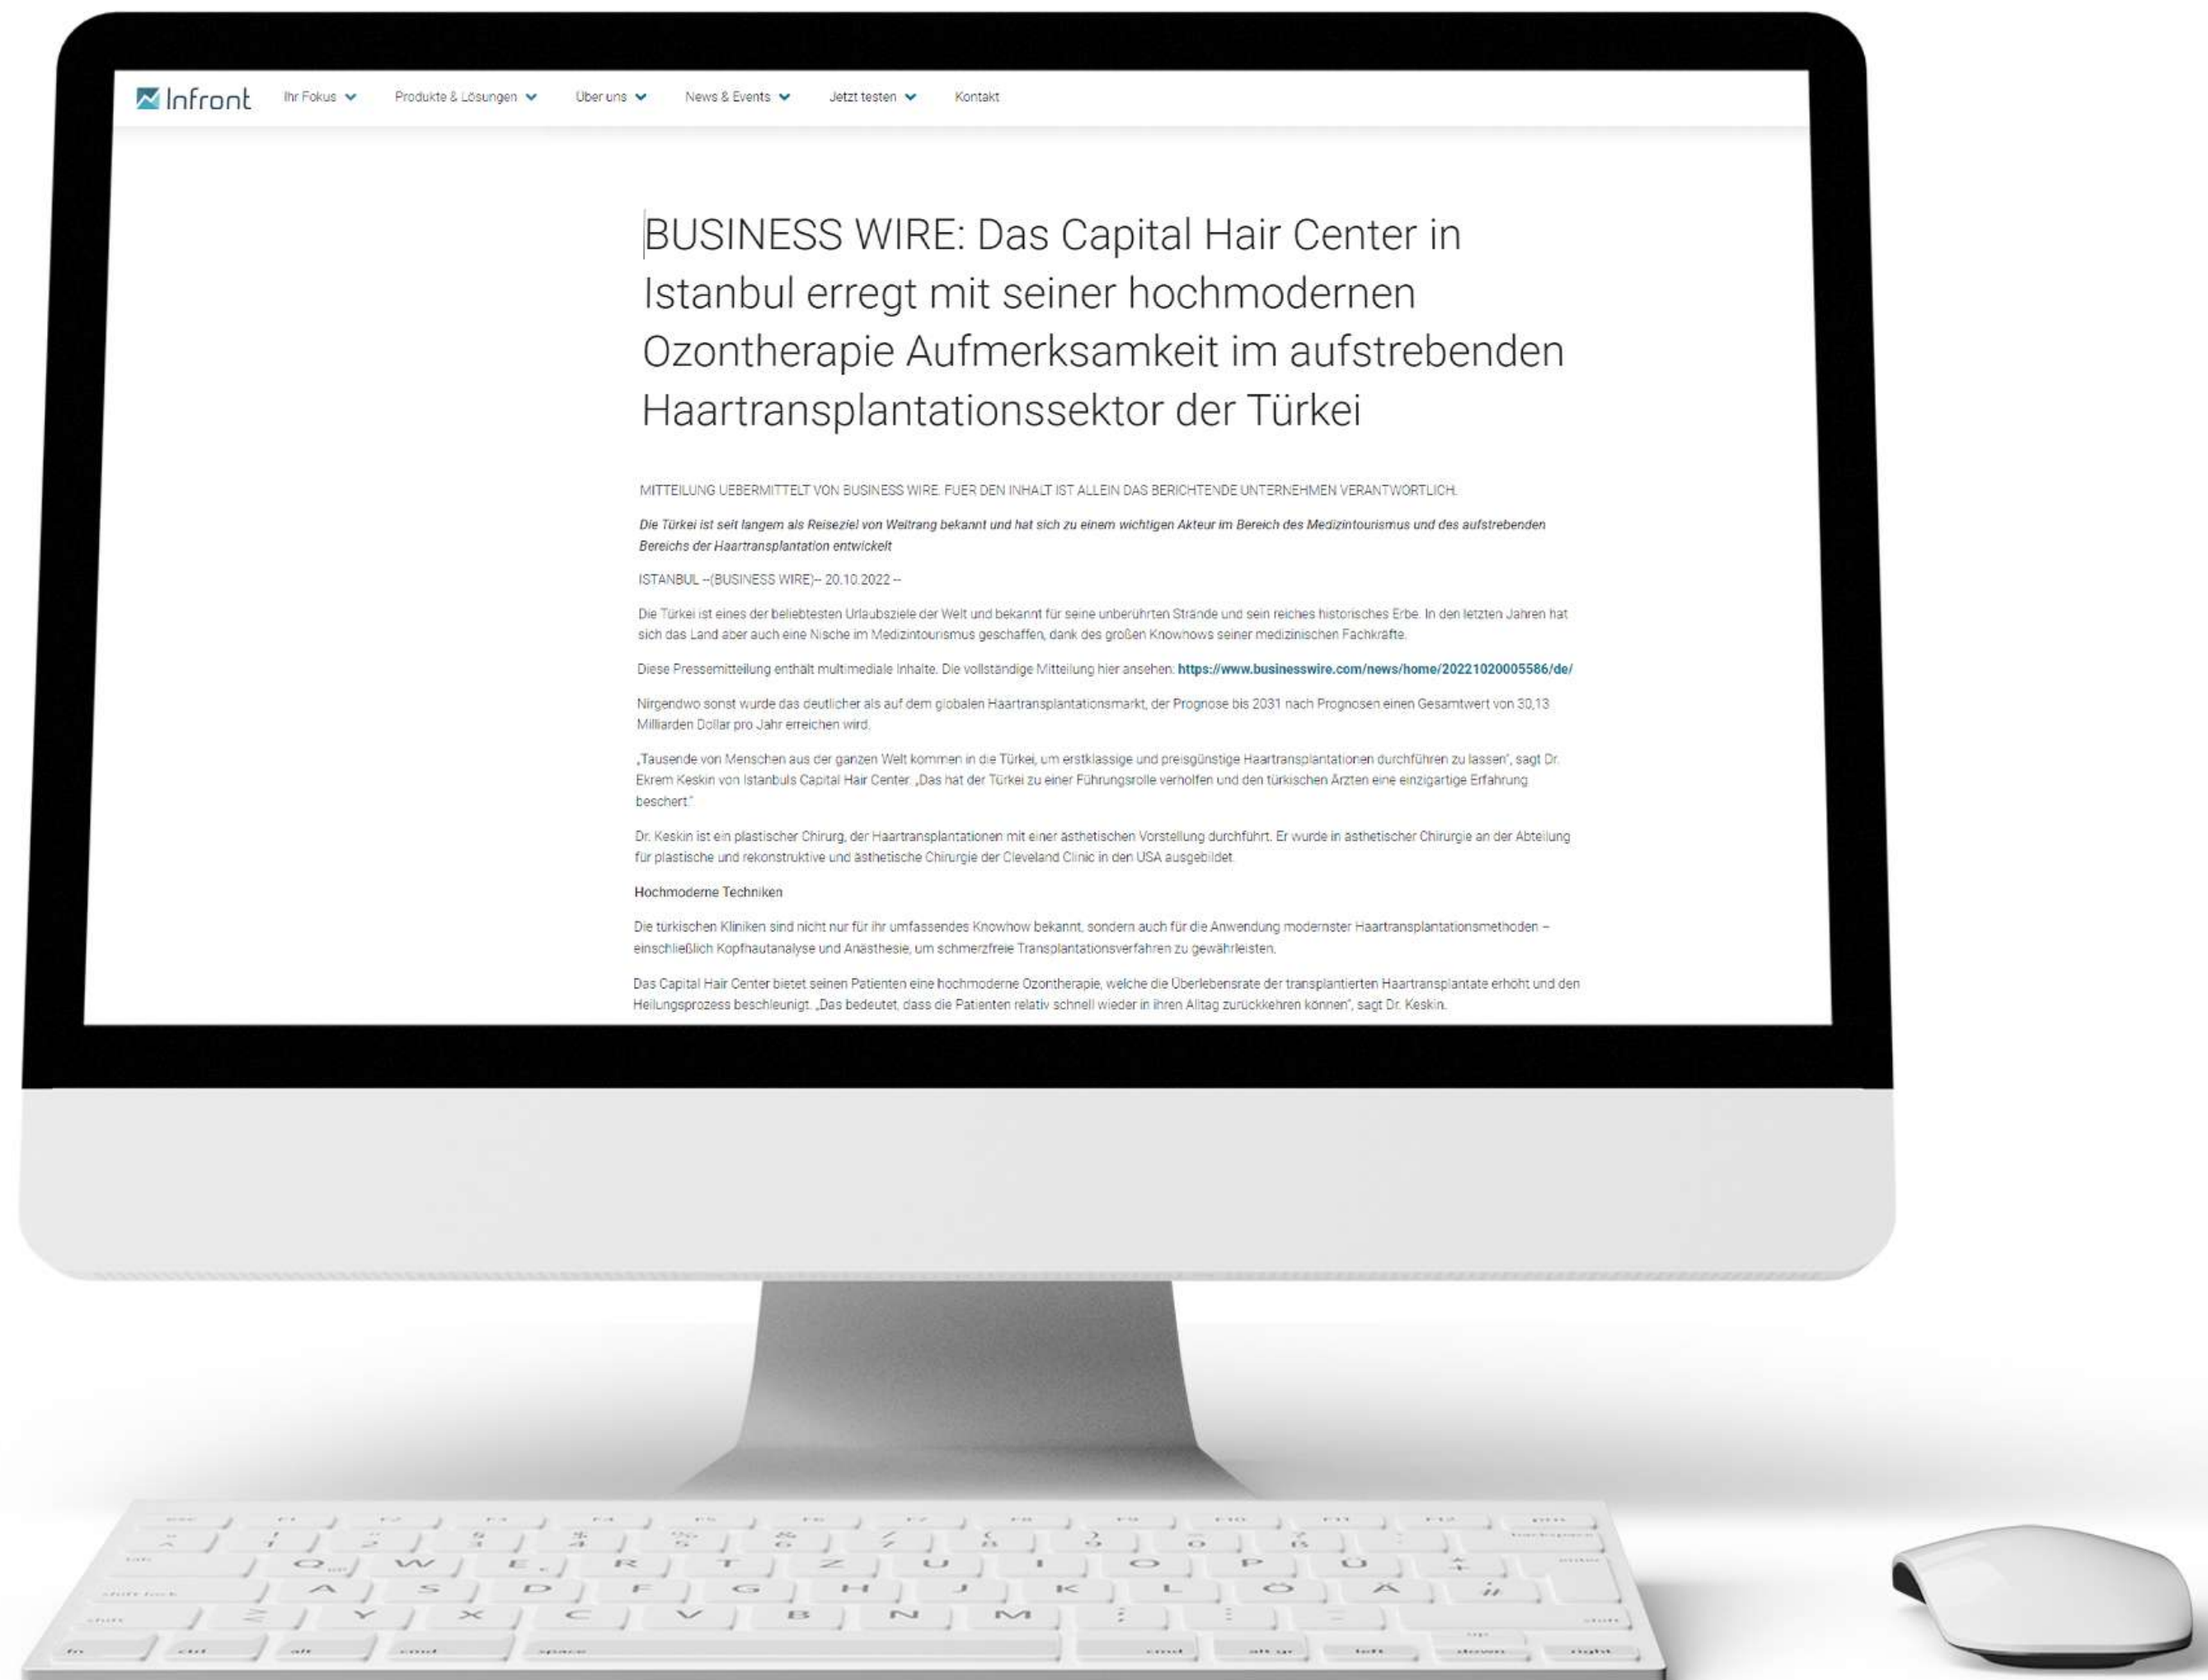 Infront Ihr Fokus Produkte & Lösungen Über uns News & Events Jetzt testen Kontakt
BUSINESS WIRE: Das Capital Hair Center in
Istanbul erregt mit seiner hochmodernen
Ozontherapie Aufmerksamkeit im aufstrebenden
Haartransplantationssektor der Türkei
MITTEILUNG UEBERMITTELT VON BUSINESS WIRE. FUER DEN INHALT IST ALLEIN DAS BERICHTENDE UNTERNEHMEN VERANTWORTLICH.
Die Türkei ist seit langem als Reiseziel von Weltrang bekannt und hat sich zu einem wichtigen Akteur im Bereich des Medizintourismus und des aufstrebenden
Bereichs der Haartransplantation entwickelt
ISTANBUL --(BUSINESS WIRE)-- 20.10.2022 --
Die Türkei ist eines der beliebtesten Urlaubsziele der Welt und bekannt für seine unberührten Strände und sein reiches historisches Erbe. In den letzten Jahren hat
sich das Land aber auch eine Nische im Medizintourismus geschaffen, dank des großen Knowhows seiner medizinischen Fachkräfte.
Diese Pressemitteilung enthält multimediale Inhalte. Die vollständige Mitteilung hier ansehen: https://www.businesswire.com/news/home/20221020005586/de/
Nirgendwo sonst wurde das deutlicher als auf dem globalen Haartransplantationsmarkt, der Prognose bis 2031 nach Prognosen einen Gesamtwert von 30,13
Milliarden Dollar pro Jahr erreichen wird.
„Tausende von Menschen aus der ganzen Welt kommen in die Türkei, um erstklassige und preisgünstige Haartransplantationen durchführen zu lassen“, sagt Dr.
Ekrem Keskin von Istanbuls Capital Hair Center. „Das hat der Türkei zu einer Führungsrolle verholfen und den türkischen Ärzten eine einzigartige Erfahrung
beschert.“
Dr. Keskin ist ein plastischer Chirurg, der Haartransplantationen mit einer ästhetischen Vorstellung durchführt. Er wurde in ästhetischer Chirurgie an der Abteilung
für plastische und rekonstruktive und ästhetische Chirurgie der Cleveland Clinic in den USA ausgebildet.
Hochmoderne Techniken
Die türkischen Kliniken sind nicht nur für ihr umfassendes Knowhow bekannt, sondern auch für die Anwendung modernster Haartransplantationsmethoden –
einschließlich Kopfhautanalyse und Anästhesie, um schmerzfreie Transplantationsverfahren zu gewährleisten.
Das Capital Hair Center bietet seinen Patienten eine hochmoderne Ozontherapie, welche die Überlebensrate der transplantierten Haartransplantate erhöht und den
Heilungsprozess beschleunigt. „Das bedeutet, dass die Patienten relativ schnell wieder in ihren Alltag zurückkehren können“, sagt Dr. Keskin.
Q W E R T Z U I O P Ü
A S D F G H J K L Ö Ä #
Y X C V B N M
fn ctrl alt cmd space cmd alt gr left down right